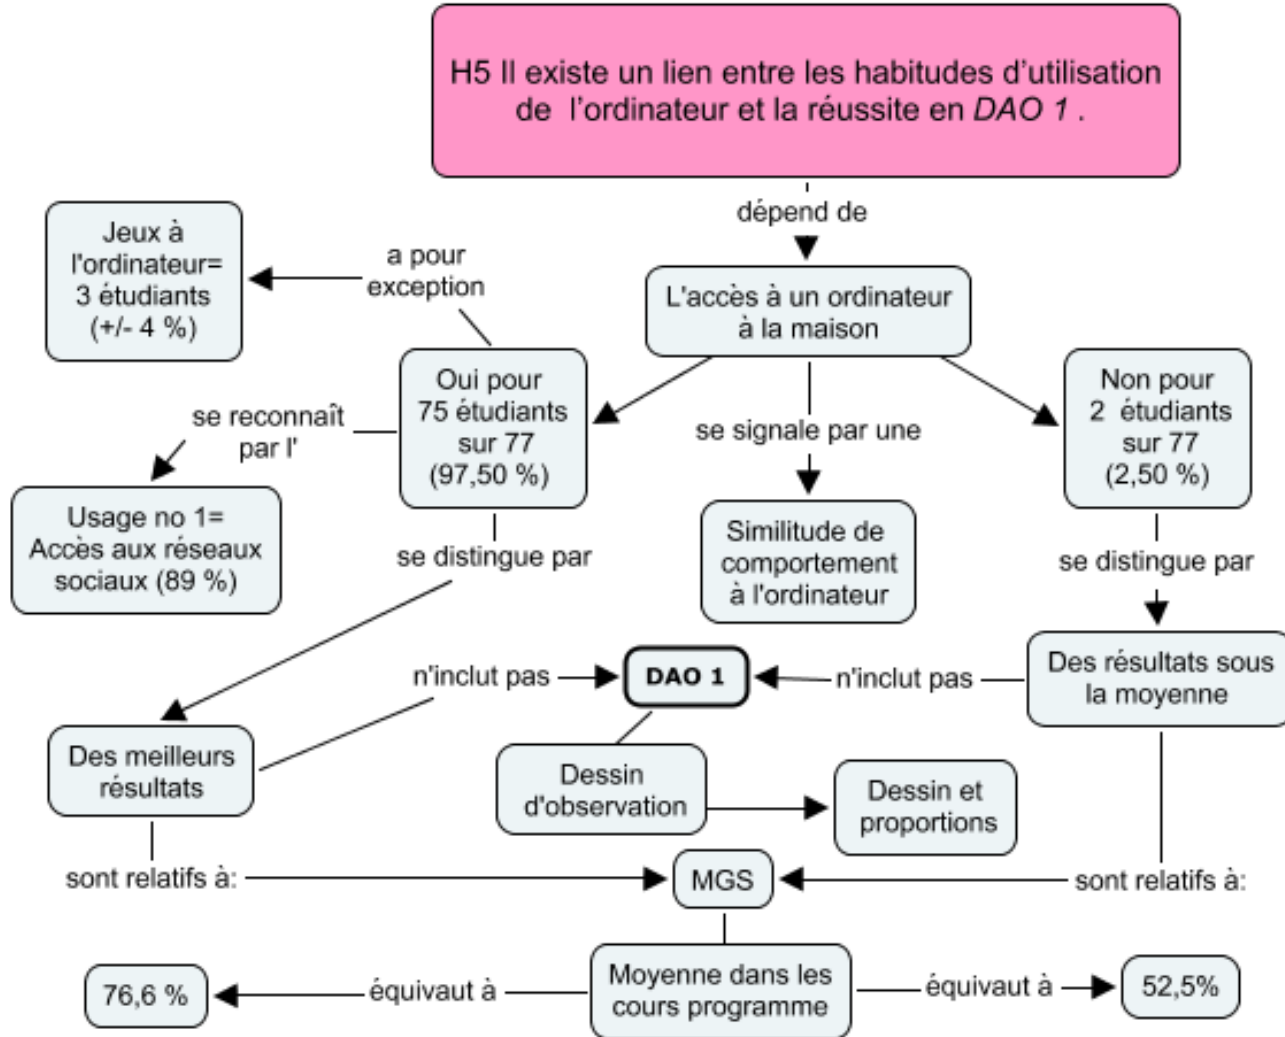 H5 Il existe un lien entre les habitudes d'utilisation
de l'ordinateur et la réussite en DAO 1 .
dépend de
Jeux à
l'ordinateur=
3 étudiants
(+/- 4 %)
a pour
exception
L'accès à un ordinateur
à la maison
Oui pour
75 étudiants
sur 77
(97,50 %)
Non pour
2 étudiants
sur 77
(2,50 %)
se reconnaît
par l'
se signale par une
Usage no 1=
Accès aux réseaux
sociaux (89 %)
Similitude de
comportement
à l'ordinateur
se distingue par
se distingue par
n'inclut pas
DAO 1
n'inclut pas
Des résultats sous
la moyenne
Des meilleurs
résultats
Dessin
d'observation
Dessin et
proportions
sont relatifs à:
MGS
sont relatifs à:
76,6 %
équivaut à
Moyenne dans les
cours programme
équivaut à
52,5%